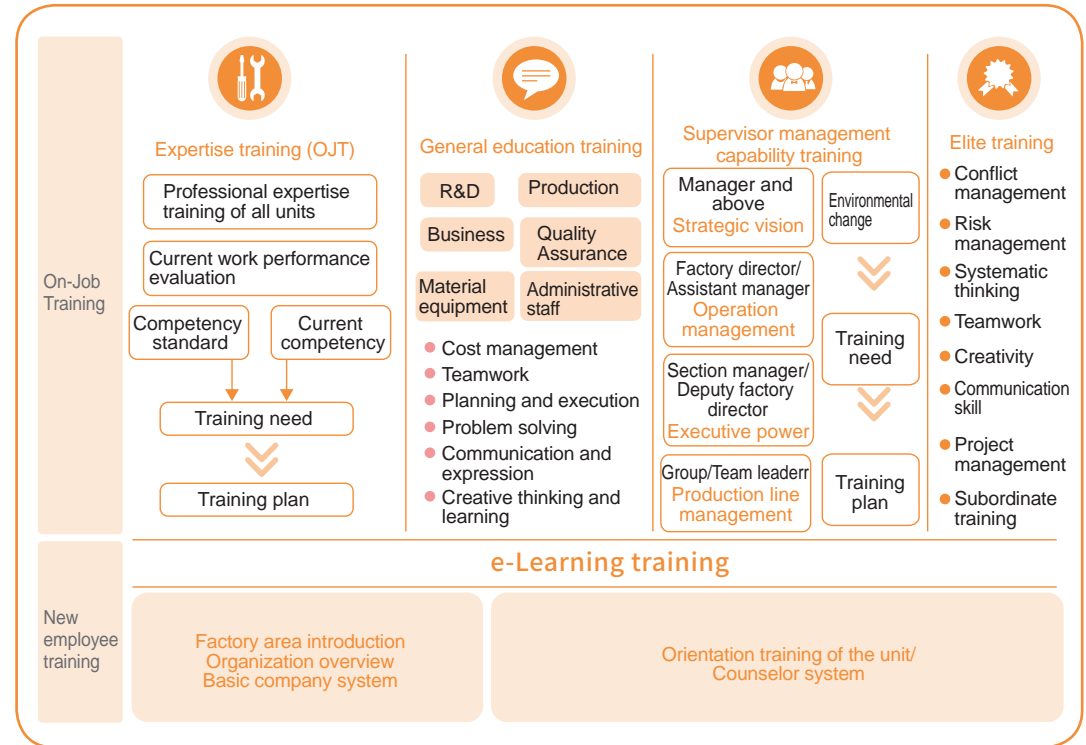 On-Job
Training
Expertise training (OJT)
Professional expertise
training of all units
Current work performance
evaluation
Competency
standard
Current
competency
Training need
Training plan
General education training
R&D
Production
Business
Quality
Assurance
Material
equipment
Administrative
staff
Cost management
Teamwork
Planning and execution
Problem solving
Communication and
expression
Creative thinking and
learning
Supervisor management
capability training
Manager and
above
Strategic vision
Factory director/
Assistant manager
Operation
management
Section manager/
Deputy factory
director
Executive power
Group/Team leaderr
Production line
management
Environmental
change
Training
need
Training
plan
Elite training
Conflict
management
Risk
management
Systematic
thinking
Teamwork
Creativity
Communication
skill
Project
management
Subordinate
training
e-Learning training
New
employee
training
Factory area introduction
Organization overview
Basic company system
Orientation training of the unit/
Counselor system